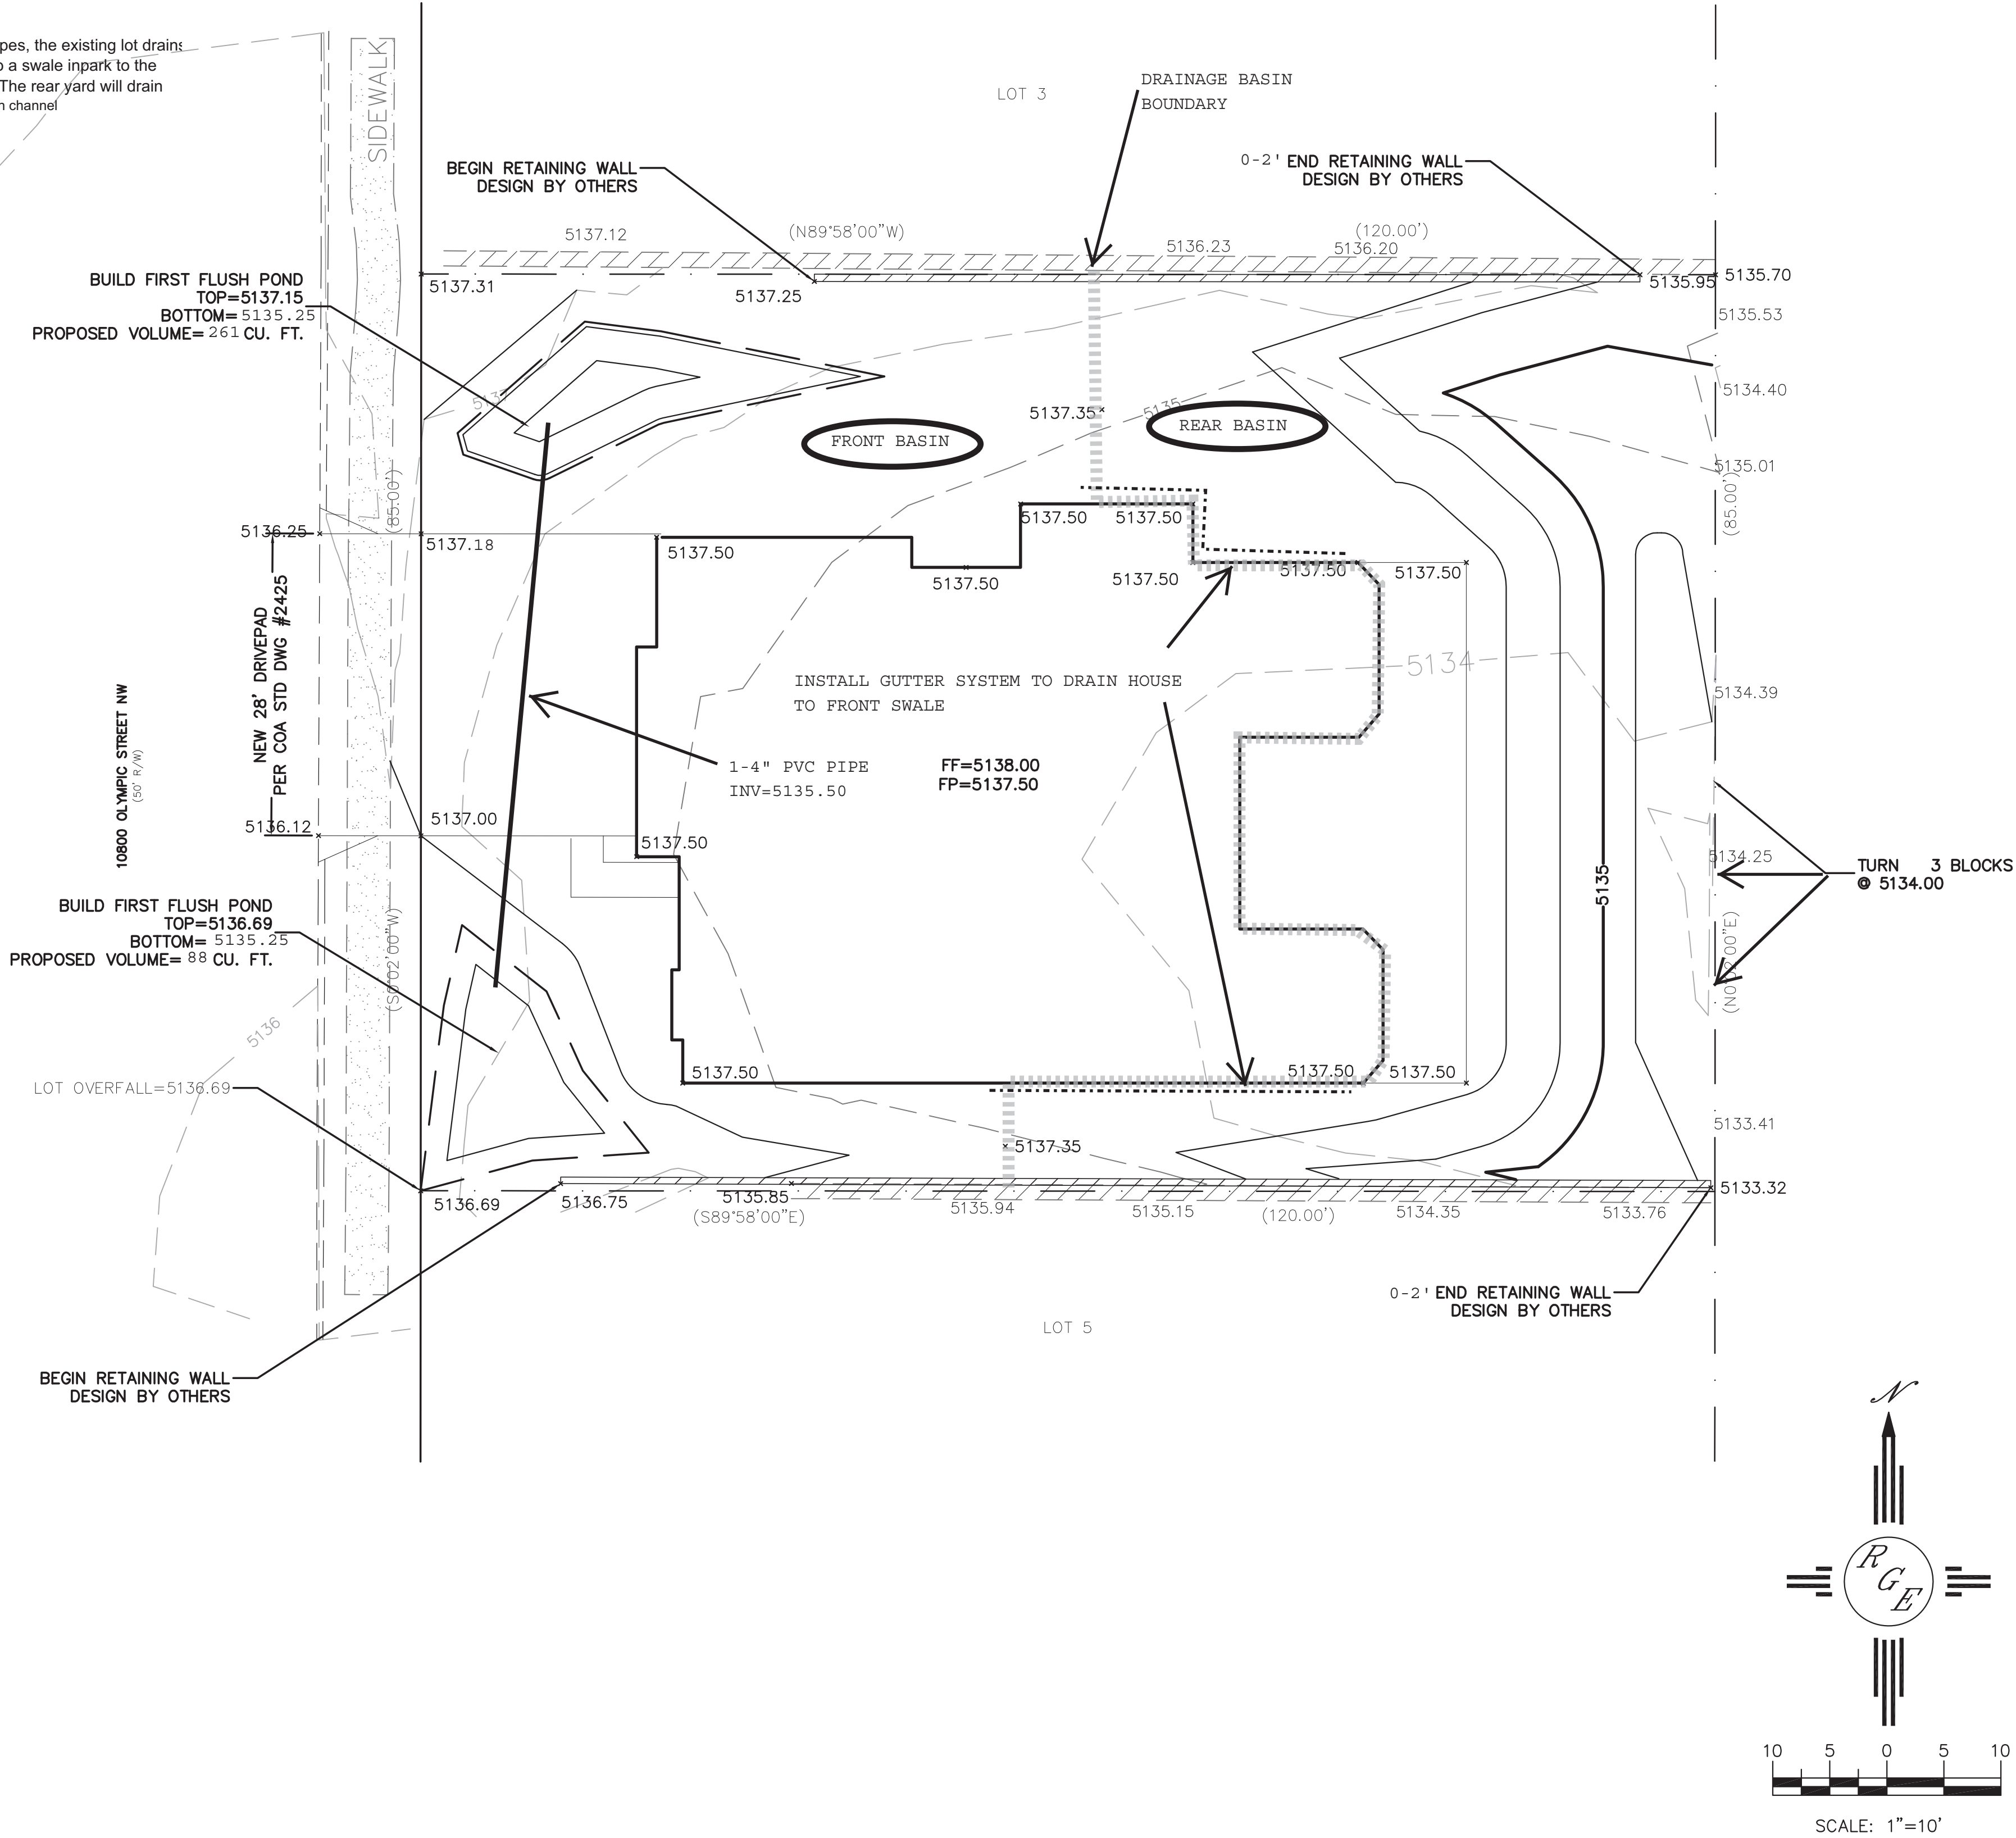 pes, the existing lot drains
o a swale inpark to the
The rear yard will drain
n channel
SIDEWALK
LOT 3
DRAINAGE BASIN
BOUNDARY
BEGIN RETAINING WALL
DESIGN BY OTHERS
0-2' END RETAINING WALL
DESIGN BY OTHERS
5137.12
(N89°58'00"W)
5136.23
(120.00')
5136.20
BUILD FIRST FLUSH POND
TOP=5137.15
BOTTOM= 5135.25
PROPOSED VOLUME= 261 CU. FT.
5137.31
5137.25
5135.95
5135.70
5135.53
5134.40
5137.35
5135
FRONT BASIN
REAR BASIN
5135.01
(85.00')
(85.00')
5136.25
5137.18
5137.50
5137.50
5137.50
5137.50
5137.50
5137.50
5137.50
NEW 28' DRIVEPAD
PER COA STD DWG #2425
10800 OLYMPIC STREET NW
(50' R/W)
5134
INSTALL GUTTER SYSTEM TO DRAIN HOUSE
TO FRONT SWALE
5134.39
1-4" PVC PIPE
INV=5135.50
FF=5138.00
FP=5137.50
5136.12
5137.00
5137.50
5134.25
5135
TURN 3 BLOCKS
@ 5134.00
BUILD FIRST FLUSH POND
TOP=5136.69
BOTTOM= 5135.25
PROPOSED VOLUME= 88 CU. FT.
(S0°02'00"W)
5136
LOT OVERFALL=5136.69
5137.50
5137.50
5137.50
5133.41
5137.35
5136.69
5136.75
5135.85
(S89°58'00"E)
5135.94
5135.15
(120.00')
5134.35
5133.76
5133.32
0-2' END RETAINING WALL
DESIGN BY OTHERS
LOT 5
BEGIN RETAINING WALL
DESIGN BY OTHERS
N
R
G
E
10 5 0 5 10
SCALE: 1"=10'